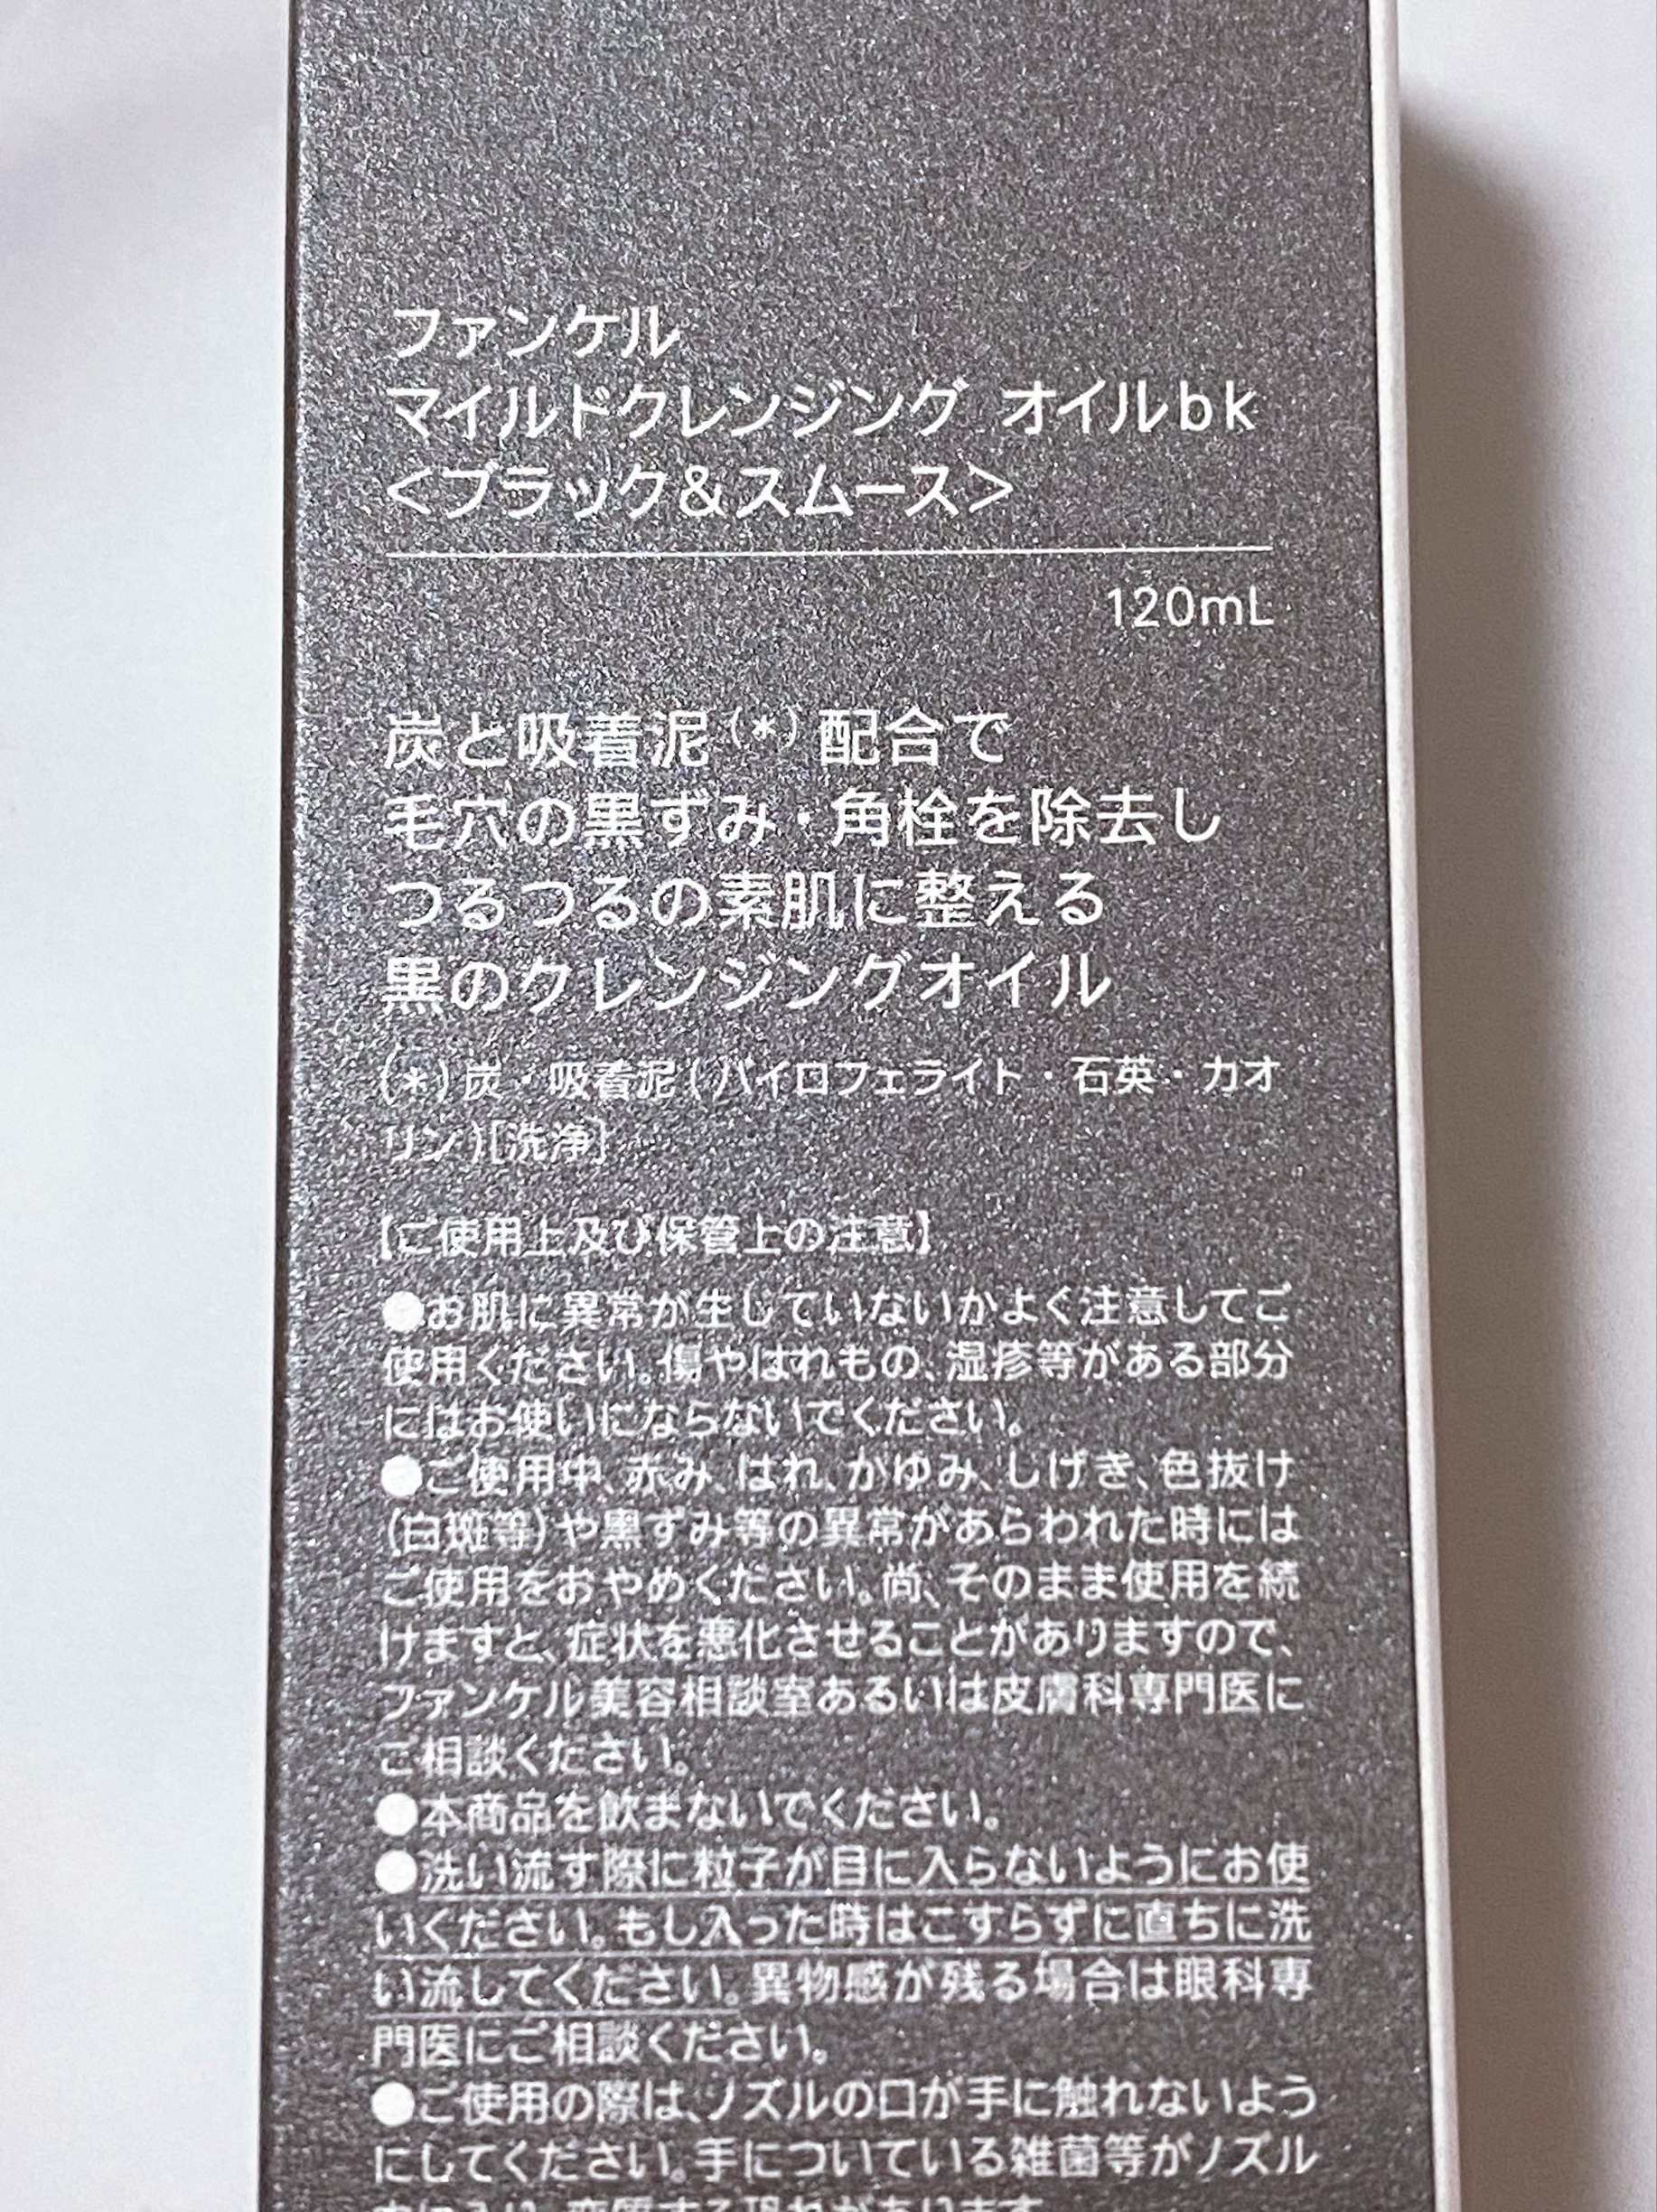 ファンケル
マイルドクレンジング オイルbk
<ブラック&スムース>
120mL
炭と吸着泥(*)配合で
毛穴の黒ずみ・角栓を除去し
つるつるの素肌に整える
黒のクレンジングオイル
(*)炭・吸着泥(パイロフェライト・石英・カオ
リン)[洗浄]
【ご使用上及び保管上の注意】
●お肌に異常が生じていないかよく注意してご
使用ください。傷やはれもの、湿疹等がある部分
にはお使いにならないでください。
●ご使用中、赤み、はれ、かゆみ、しげき、色抜け
(白斑等)や黒ずみ等の異常があらわれた時には
ご使用をおやめください。尚、そのまま使用を続
けますと、症状を悪化させることがありますので、
ファンケル美容相談室あるいは皮膚科専門医に
ご相談ください。
●本商品を飲まないでください。
●洗い流す際に粒子が目に入らないようにお使
いください。もし入った時はこすらずに直ちに洗
い流してください。異物感が残る場合は眼科専
門医にご相談ください。
●ご使用の際は、ノズルの口が手に触れないよう
にしてください。手についている雑菌等がノズル